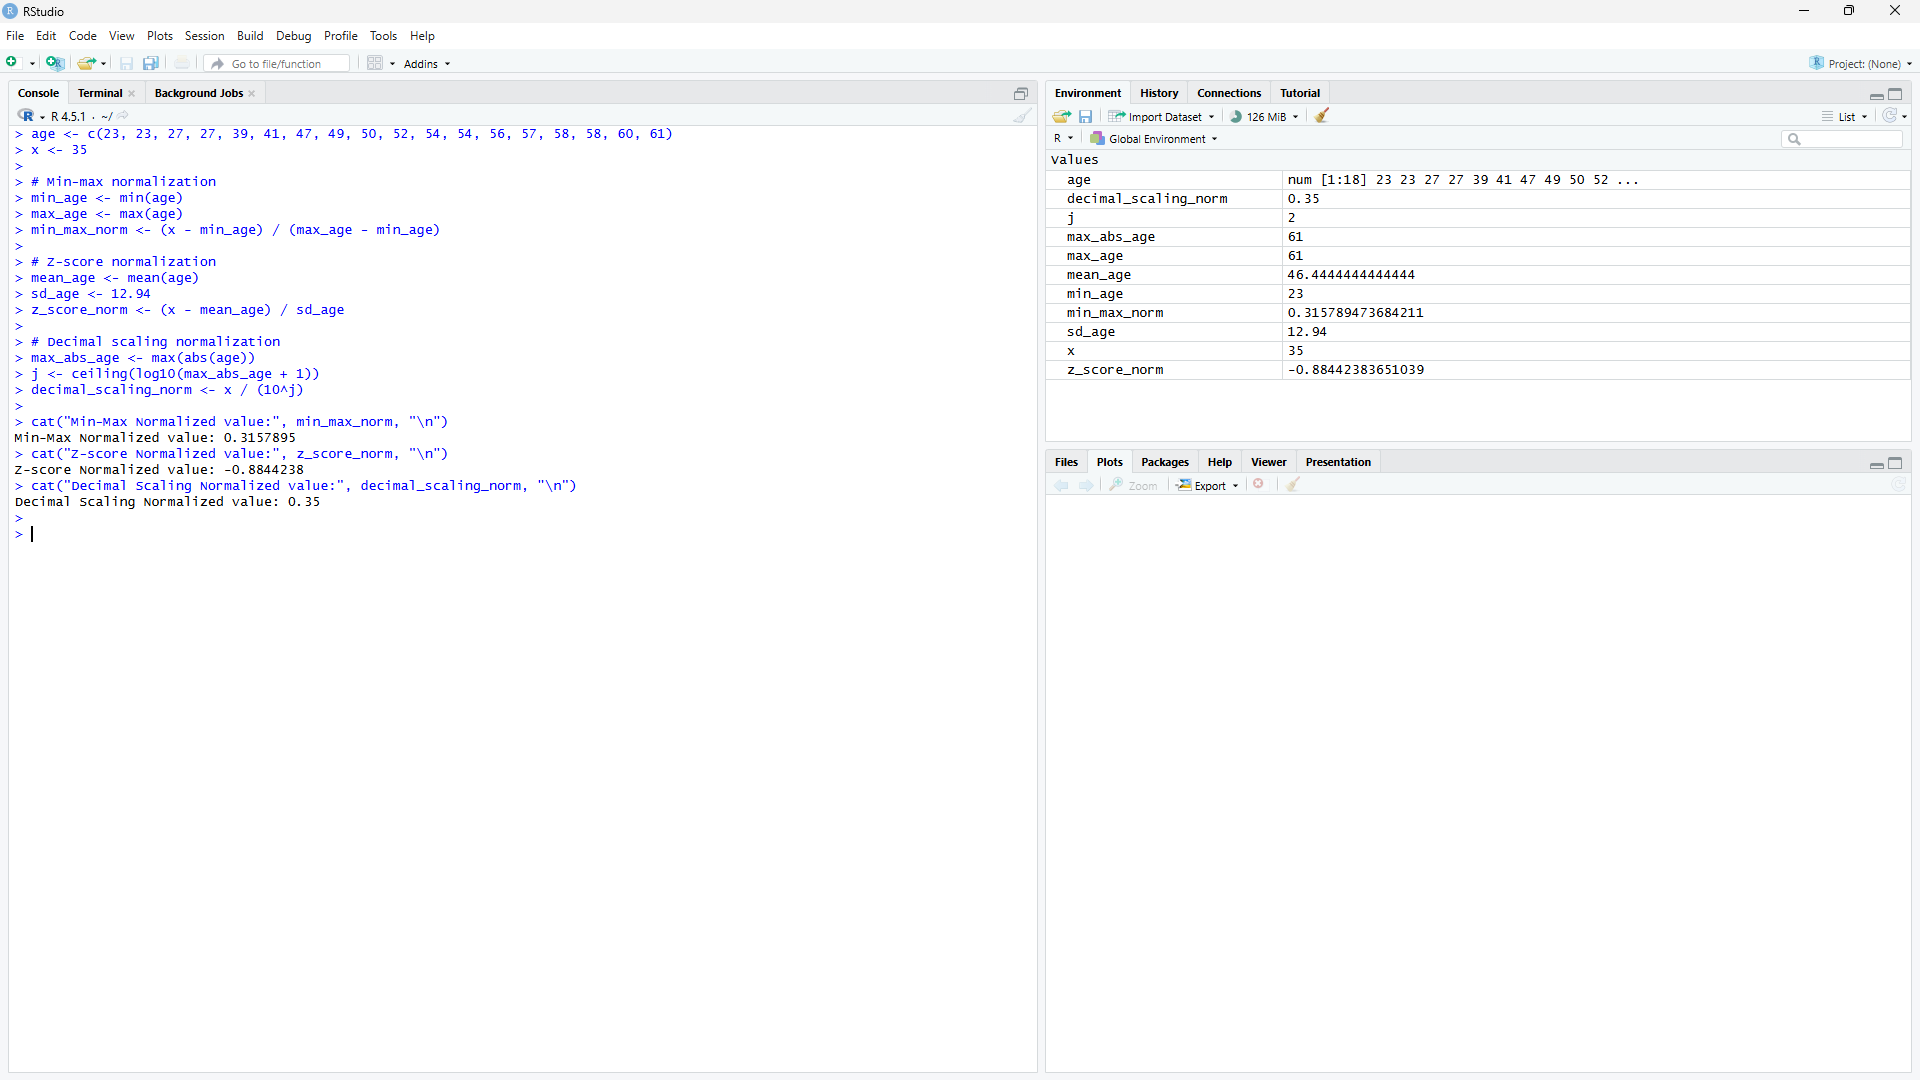 RStudio
File Edit Code View Plots Session Build Debug Profile Tools Help
Go to file/function Addins Project: (None)
Console Terminal Background Jobs
R 4.5.1 · ~/
> age <- c(23, 23, 27, 27, 39, 41, 47, 49, 50, 52, 54, 54, 56, 57, 58, 58, 60, 61)
> x <- 35
>
> # Min-max normalization
> min_age <- min(age)
> max_age <- max(age)
> min_max_norm <- (x - min_age) / (max_age - min_age)
>
> # Z-score normalization
> mean_age <- mean(age)
> sd_age <- 12.94
> z_score_norm <- (x - mean_age) / sd_age
>
> # Decimal scaling normalization
> max_abs_age <- max(abs(age))
> j <- ceiling(log10(max_abs_age + 1))
> decimal_scaling_norm <- x / (10^j)
>
> cat("Min-Max Normalized value:", min_max_norm, "\n")
Min-Max Normalized value: 0.3157895
> cat("Z-score Normalized value:", z_score_norm, "\n")
Z-score Normalized value: -0.8844238
> cat("Decimal Scaling Normalized value:", decimal_scaling_norm, "\n")
Decimal Scaling Normalized value: 0.35
>
>
Environment History Connections Tutorial
Import Dataset 126 MiB List
R Global Environment
Values
age num [1:18] 23 23 27 27 39 41 47 49 50 52 ...
decimal_scaling_norm 0.35
j 2
max_abs_age 61
max_age 61
mean_age 46.4444444444444
min_age 23
min_max_norm 0.315789473684211
sd_age 12.94
x 35
z_score_norm -0.88442383651039
Files Plots Packages Help Viewer Presentation
Zoom Export